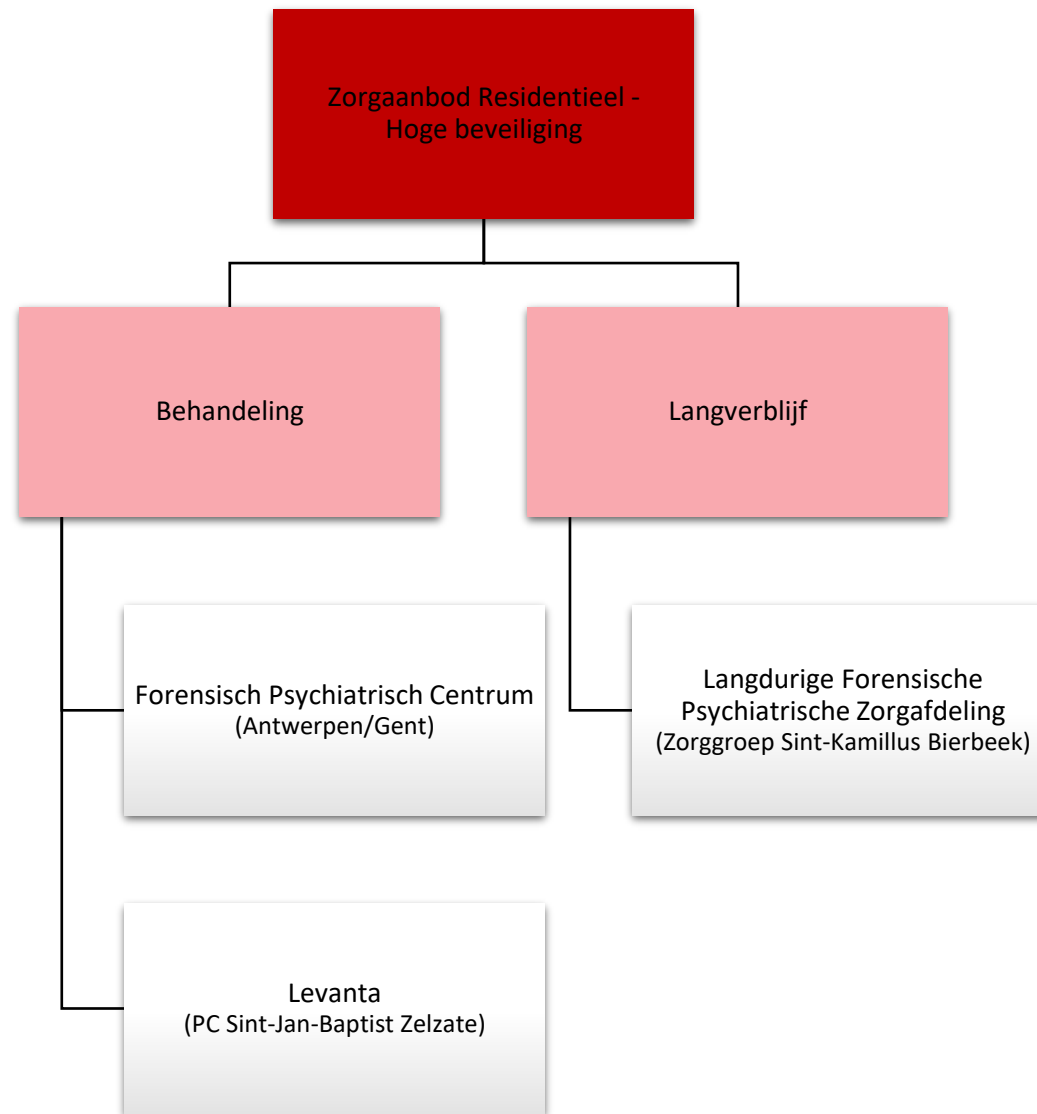 Zorgaanbod Residentieel -
Hoge beveiliging
Behandeling
Langverblijf
Forensisch Psychiatrisch Centrum
(Antwerpen/Gent)
Langdurige Forensische
Psychiatrische Zorgafdeling
(Zorggroep Sint-Kamillus Bierbeek)
Levanta
(PC Sint-Jan-Baptist Zelzate)